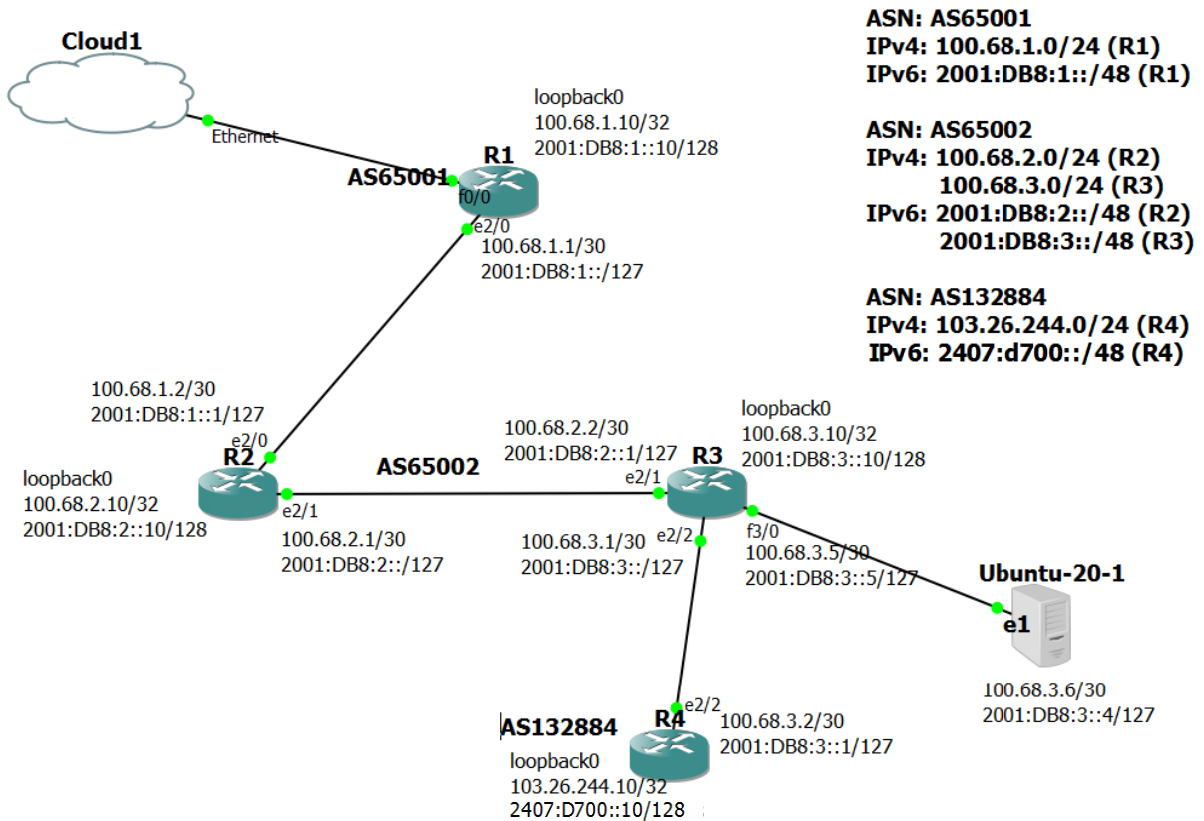 Cloud1
Ethernet
loopback0
100.68.1.10/32
2001:DB8:1::10/128
R1
AS65001
f0/0
e2/0
100.68.1.1/30
2001:DB8:1::/127
ASN: AS65001
IPv4: 100.68.1.0/24 (R1)
IPv6: 2001:DB8:1::/48 (R1)
ASN: AS65002
IPv4: 100.68.2.0/24 (R2)
100.68.3.0/24 (R3)
IPv6: 2001:DB8:2::/48 (R2)
2001:DB8:3::/48 (R3)
ASN: AS132884
IPv4: 103.26.244.0/24 (R4)
IPv6: 2407:d700::/48 (R4)
100.68.1.2/30
2001:DB8:1::1/127
e2/0
R2
loopback0
100.68.2.10/32
2001:DB8:2::10/128
e2/1
100.68.2.1/30
2001:DB8:2::/127
AS65002
100.68.2.2/30
2001:DB8:2::1/127
e2/1
R3
loopback0
100.68.3.10/32
2001:DB8:3::10/128
100.68.3.1/30
2001:DB8:3::/127
e2/2
f3/0
100.68.3.5/30
2001:DB8:3::5/127
Ubuntu-20-1
e1
100.68.3.6/30
2001:DB8:3::4/127
e2/2
R4
100.68.3.2/30
2001:DB8:3::1/127
AS132884
loopback0
103.26.244.10/32
2407:D700::10/128